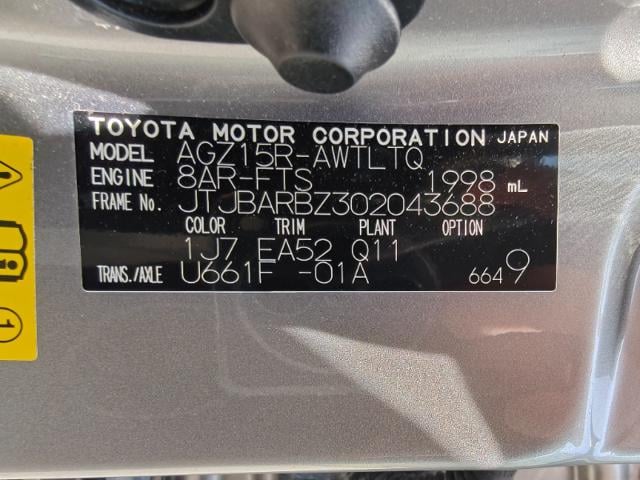 TOYOTA MOTOR CORPORATION JAPAN
MODEL AGZ15R-AWTLTQ
ENGINE 8AR-FTS 1998 mL
FRAME No. JTJBARBZ302043688
COLOR TRIM PLANT OPTION
1J7 EA52 Q11
TRANS./AXLE U661F -01A 6649
1